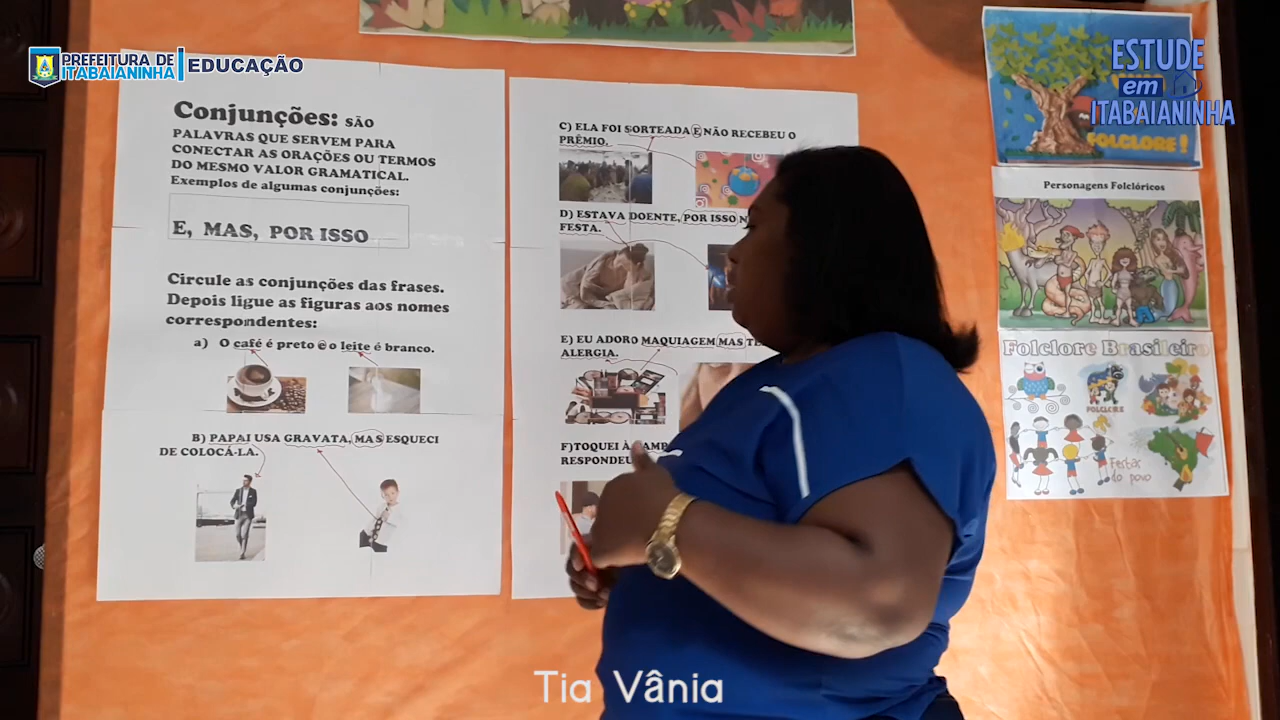 PREFEITURA DE
ITABAIANINHA
EDUCAÇÃO
Conjunções: SÃO
PALAVRAS QUE SERVEM PARA
CONECTAR AS ORAÇÕES OU TERMOS
DO MESMO VALOR GRAMATICAL.
Exemplos de algumas conjunções:
E, MAS, POR ISSO
Circule as conjunções das frases.
Depois ligue as figuras aos nomes
correspondentes:
a) O café é preto e o leite é branco.
B) PAPAI USA GRAVATA, MAS ESQUECI
DE COLOCÁ-LA.
C) ELA FOI SORTEADA E NÃO RECEBEU O
PRÊMIO.
D) ESTAVA DOENTE, POR ISSO
FESTA.
E) EU ADORO MAQUIAGEM MAS
ALERGIA.
F) TOQUEI À
RESPONDEU
ESTUDE
em
ITABAIANINHA
FOLCLORE!
Personagens Folclóricos
Folclore Brasileiro
FOLCLORE
Festas
do povo
Tia Vânia